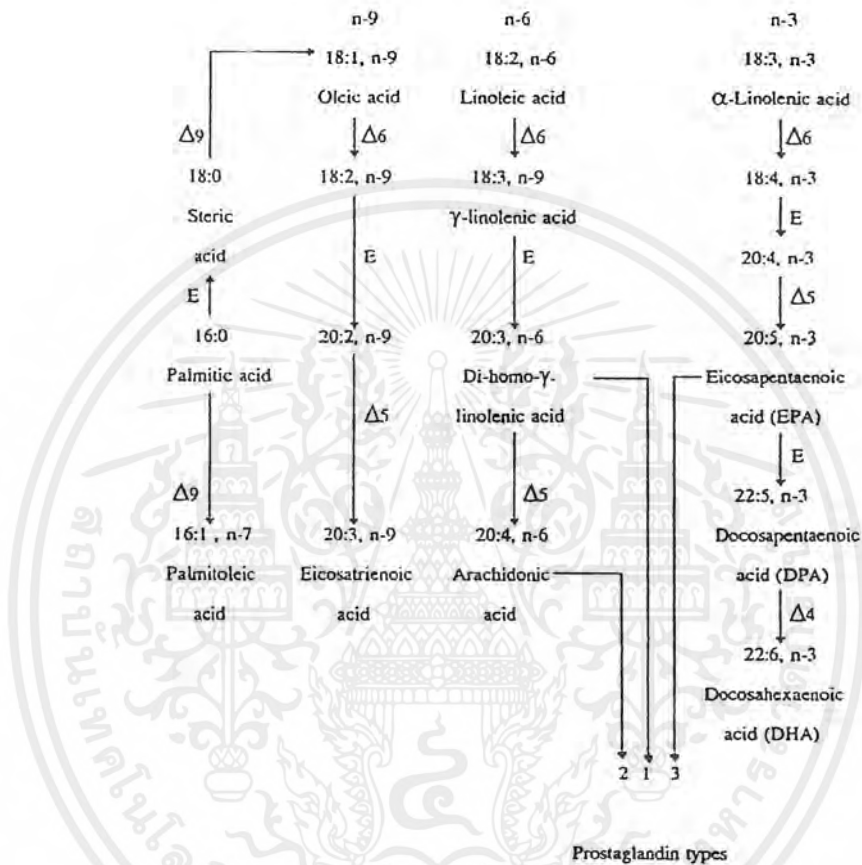 n-9 n-6 n-3
18:1, n-9 18:2, n-6 18:3, n-3
Oleic acid Linoleic acid α-Linolenic acid
Δ9 Δ6 Δ6 Δ6
18:0 18:2, n-9 18:3, n-9 18:4, n-3
Steric γ-linolenic acid E
acid E E 20:4, n-3
E Δ5
16:0 20:2, n-9 20:3, n-6 20:5, n-3
Palmitic acid Di-homo-γ- Eicosapentaenoic
Δ5 linolenic acid acid (EPA)
E
Δ9 Δ5 22:5, n-3
16:1 , n-7 20:3, n-9 20:4, n-6 Docosapentaenoic
Palmitoleic Eicosatrienoic Arachidonic acid (DPA)
acid acid acid Δ4
22:6, n-3
Docosahexaenoic
acid (DHA)
2 1 3
Prostaglandin types